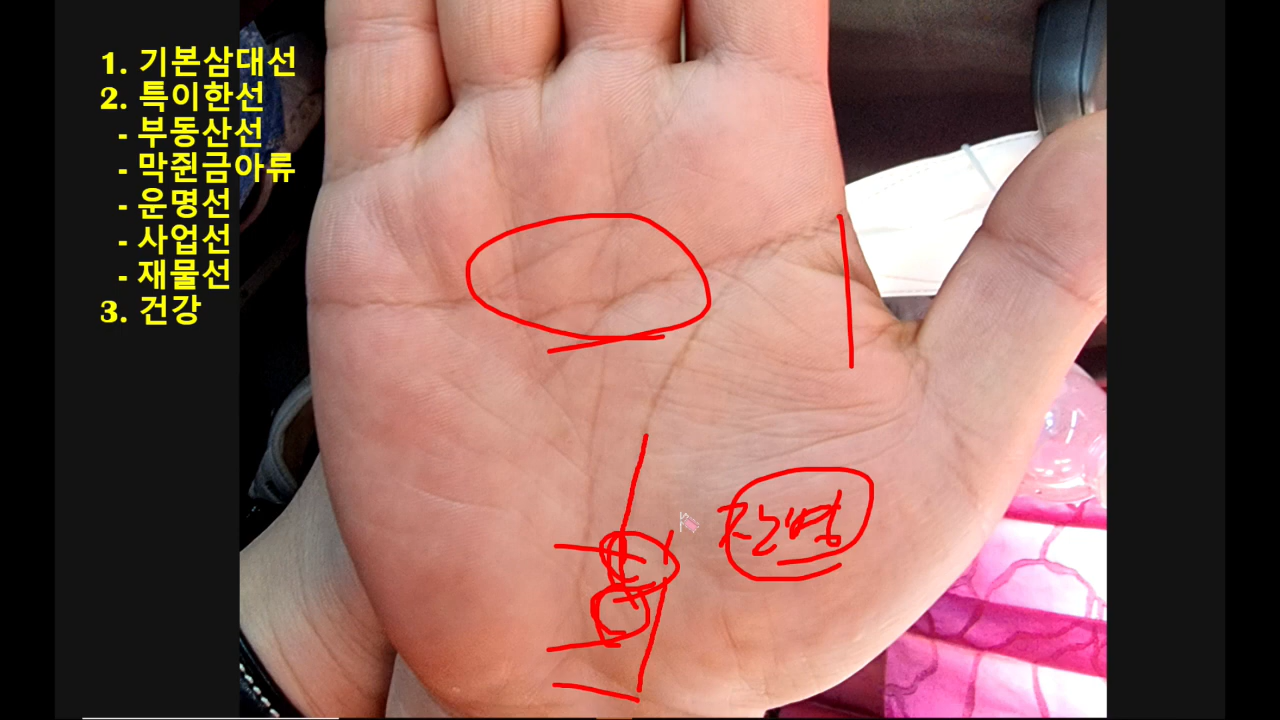 1. 기본삼대선
2. 특이한선
- 부동산선
- 막쥔금아류
- 운명선
- 사업선
- 재물선
3. 건강